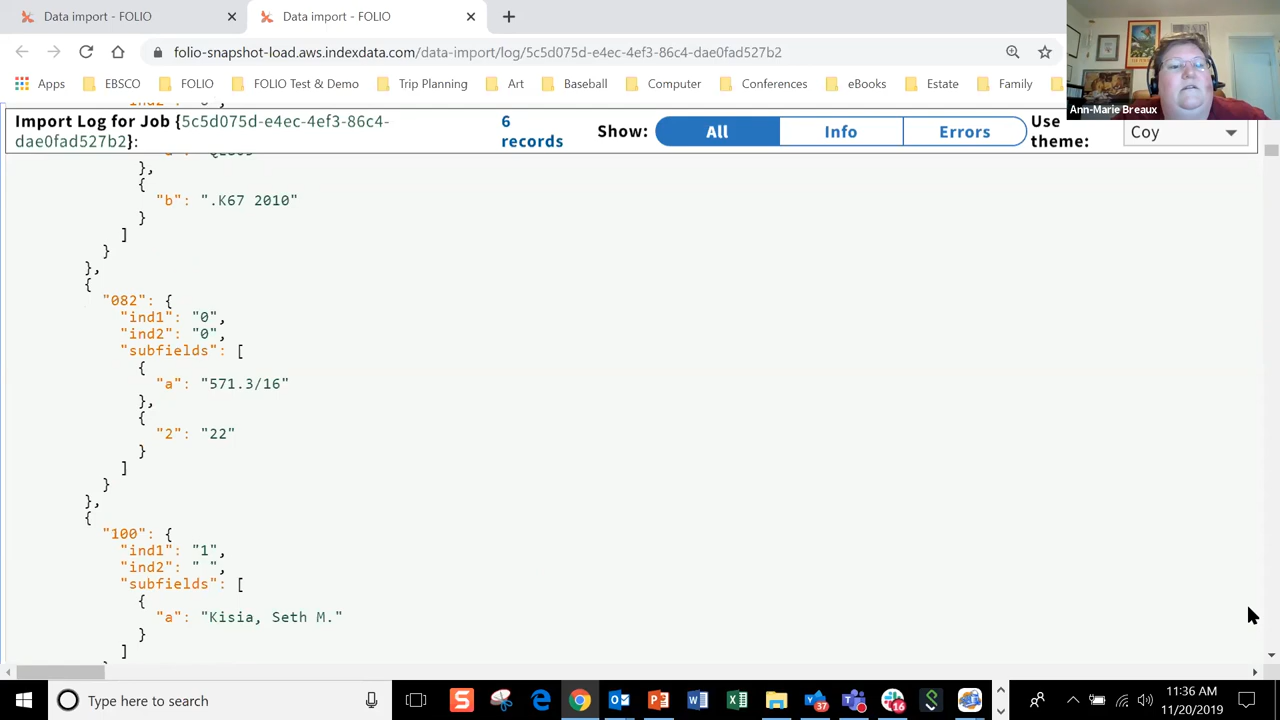 Data import - FOLIO
Data import - FOLIO
folio-snapshot-load.aws.indexdata.com/data-import/log/5c5d075d-e4ec-4ef3-86c4-dae0fad527b2
Apps EBSCO FOLIO FOLIO Test & Demo Trip Planning Art Baseball Computer Conferences eBooks Estate Family
Ann-Marie Breaux
Import Log for Job {5c5d075d-e4ec-4ef3-86c4-
dae0fad527b2}:
6
records
Show: All Info Errors
Use
theme:
Coy
},
{
"b": ".K67 2010"
}
]
}
},
{
"082": {
"ind1": "0",
"ind2": "0",
"subfields": [
{
"a": "571.3/16"
},
{
"2": "22"
}
]
}
},
{
"100": {
"ind1": "1",
"ind2": " ",
"subfields": [
{
"a": "Kisia, Seth M."
}
]
Type here to search
37
16
11:36 AM
11/20/2019